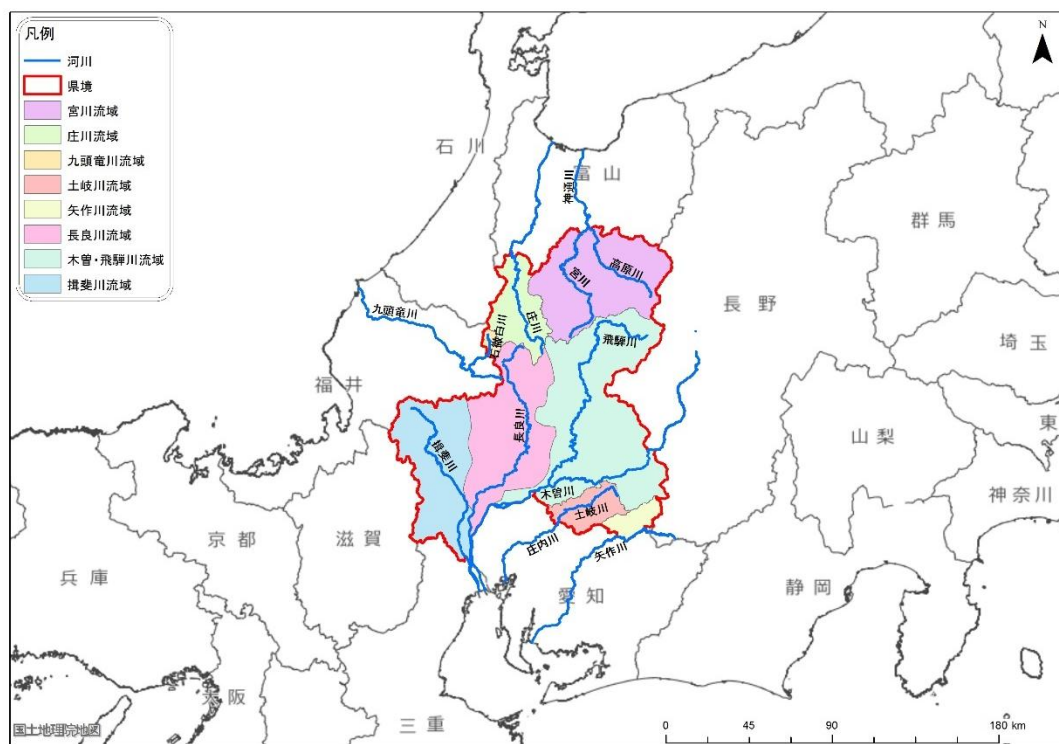 凡例
河川
県境
宮川流域
庄川流域
九頭竜川流域
土岐川流域
矢作川流域
長良川流域
木曽・飛騨川流域
揖斐川流域
N
石川
富山
神通川
群馬
高原川
宮川
長野
九頭竜川
石徹白川
庄川
飛騨川
埼玉
福井
長良川
山梨
東
揖斐川
木曽川
神奈川
土岐川
京都
滋賀
庄内川
矢作川
兵庫
愛知
静岡
大阪
三重
国土地理院地図
0 45 90 180 km